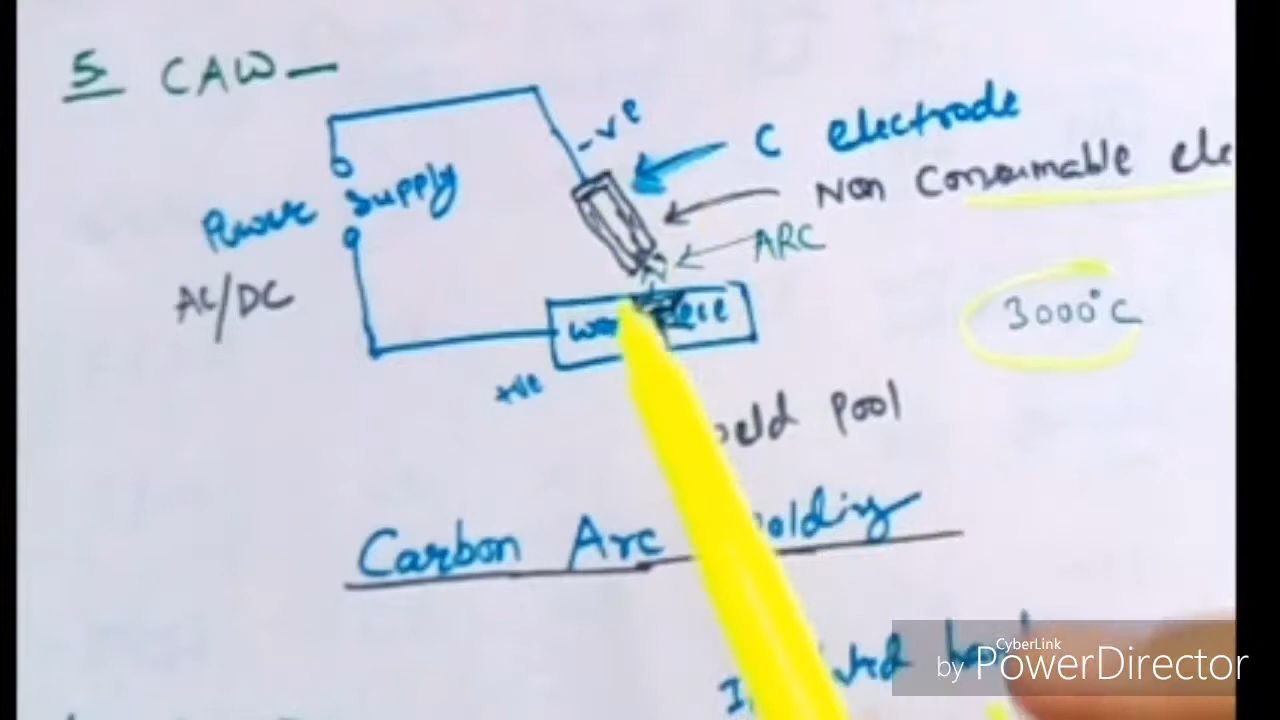 5 CAW —
-ve
C electrode
Non Consumable ele
Power Supply
ARC
AC/DC
3000°C
+ve
pool
Carbon Arc
CyberLink
by PowerDirector